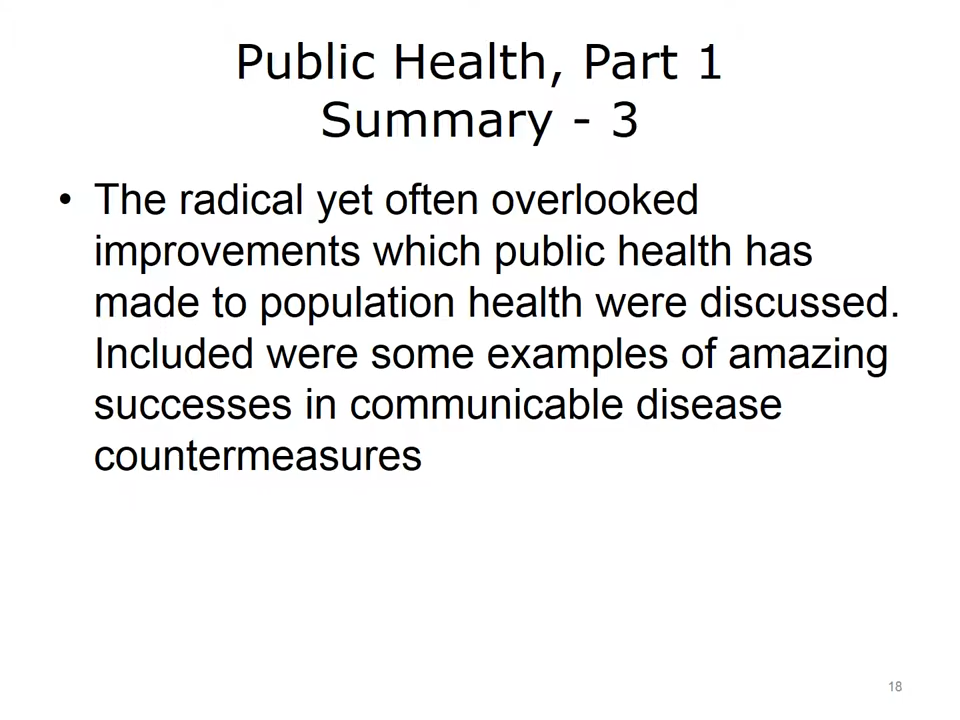 Public Health, Part 1
Summary - 3
• The radical yet often overlooked
improvements which public health has
made to population health were discussed.
Included were some examples of amazing
successes in communicable disease
countermeasures
18